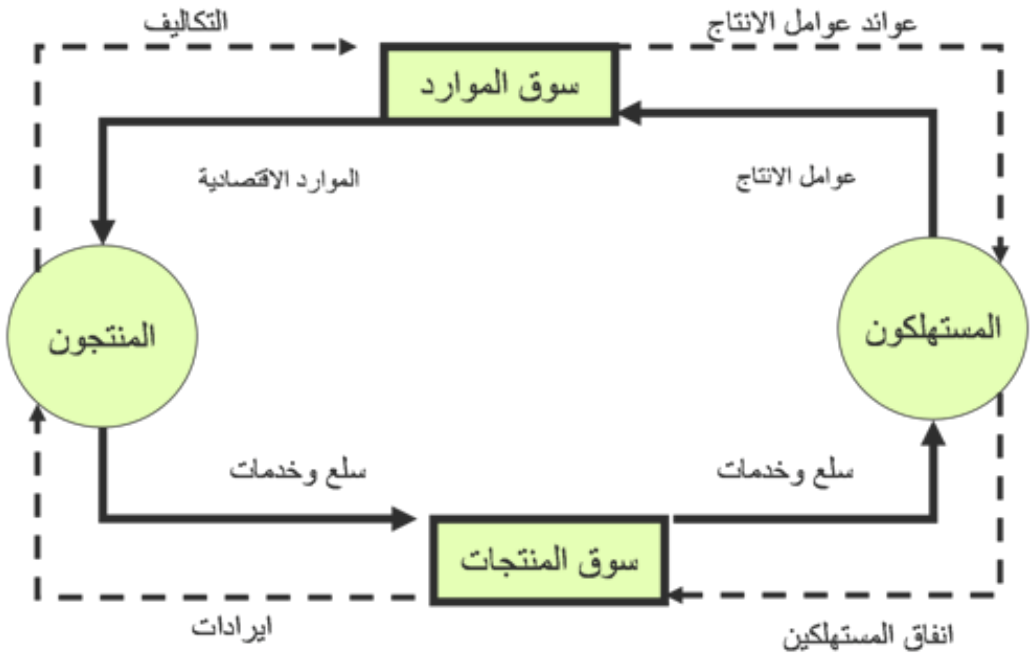 التكاليف
عوائد عوامل الانتاج
سوق الموارد
الموارد الاقتصادية
عوامل الانتاج
المنتجون
المستهلكون
سلع وخدمات
سلع وخدمات
سوق المنتجات
ايرادات
انفاق المستهلكين